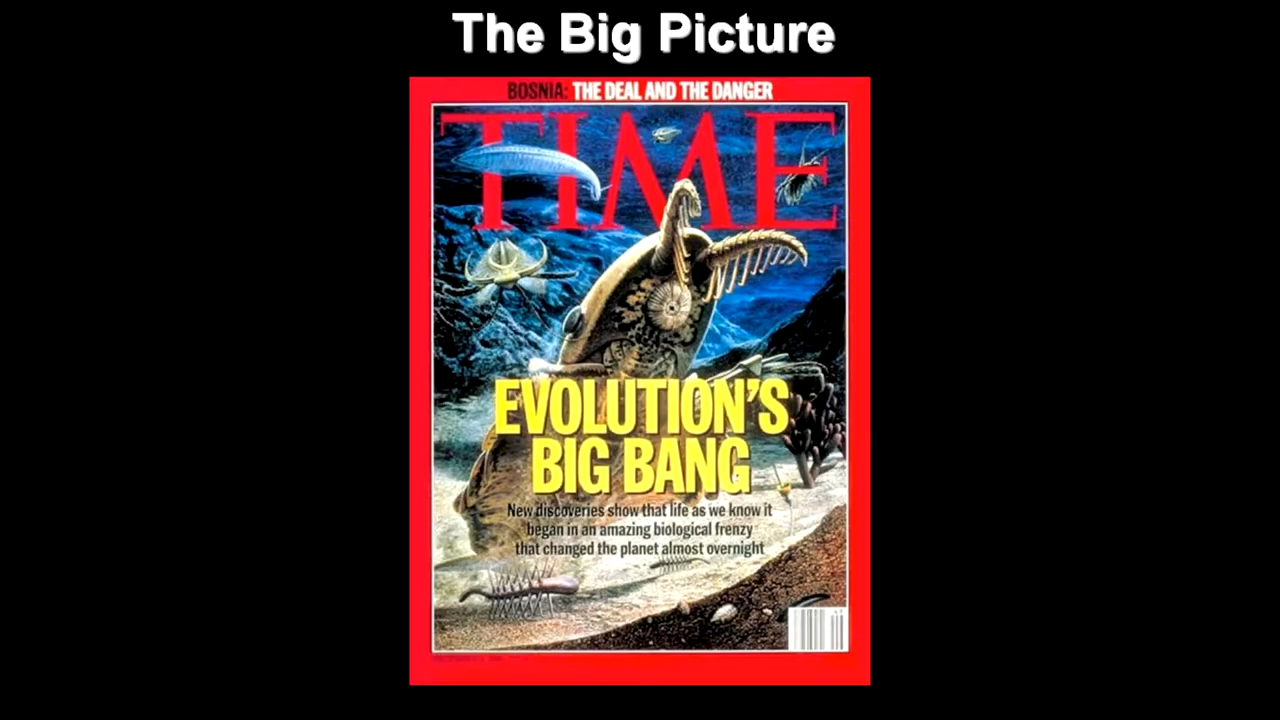 The Big Picture
BOSNIA: THE DEAL AND THE DANGER
TIME
EVOLUTION'S
BIG BANG
New discoveries show that life as we know it
began in an amazing biological frenzy
that changed the planet almost overnight